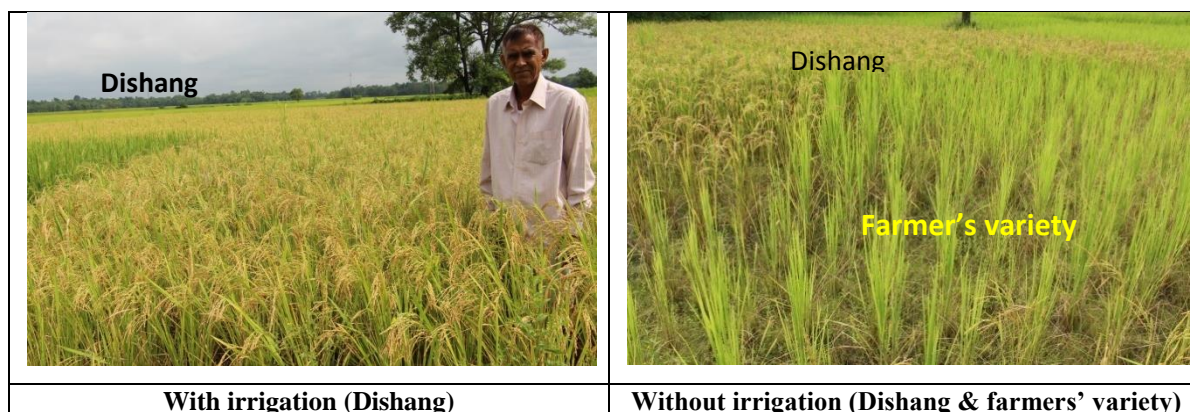 Dishang
Dishang
Farmer's variety
With irrigation (Dishang)
Without irrigation (Dishang & farmers' variety)